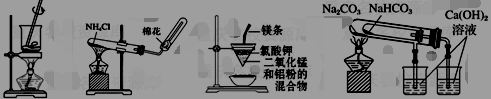 NH₄Cl
棉花
镁条
氯酸钾
二氧化锰
和铝粉的
混合物
Na₂CO₃
NaHCO₃
Ca(OH)₂
溶液